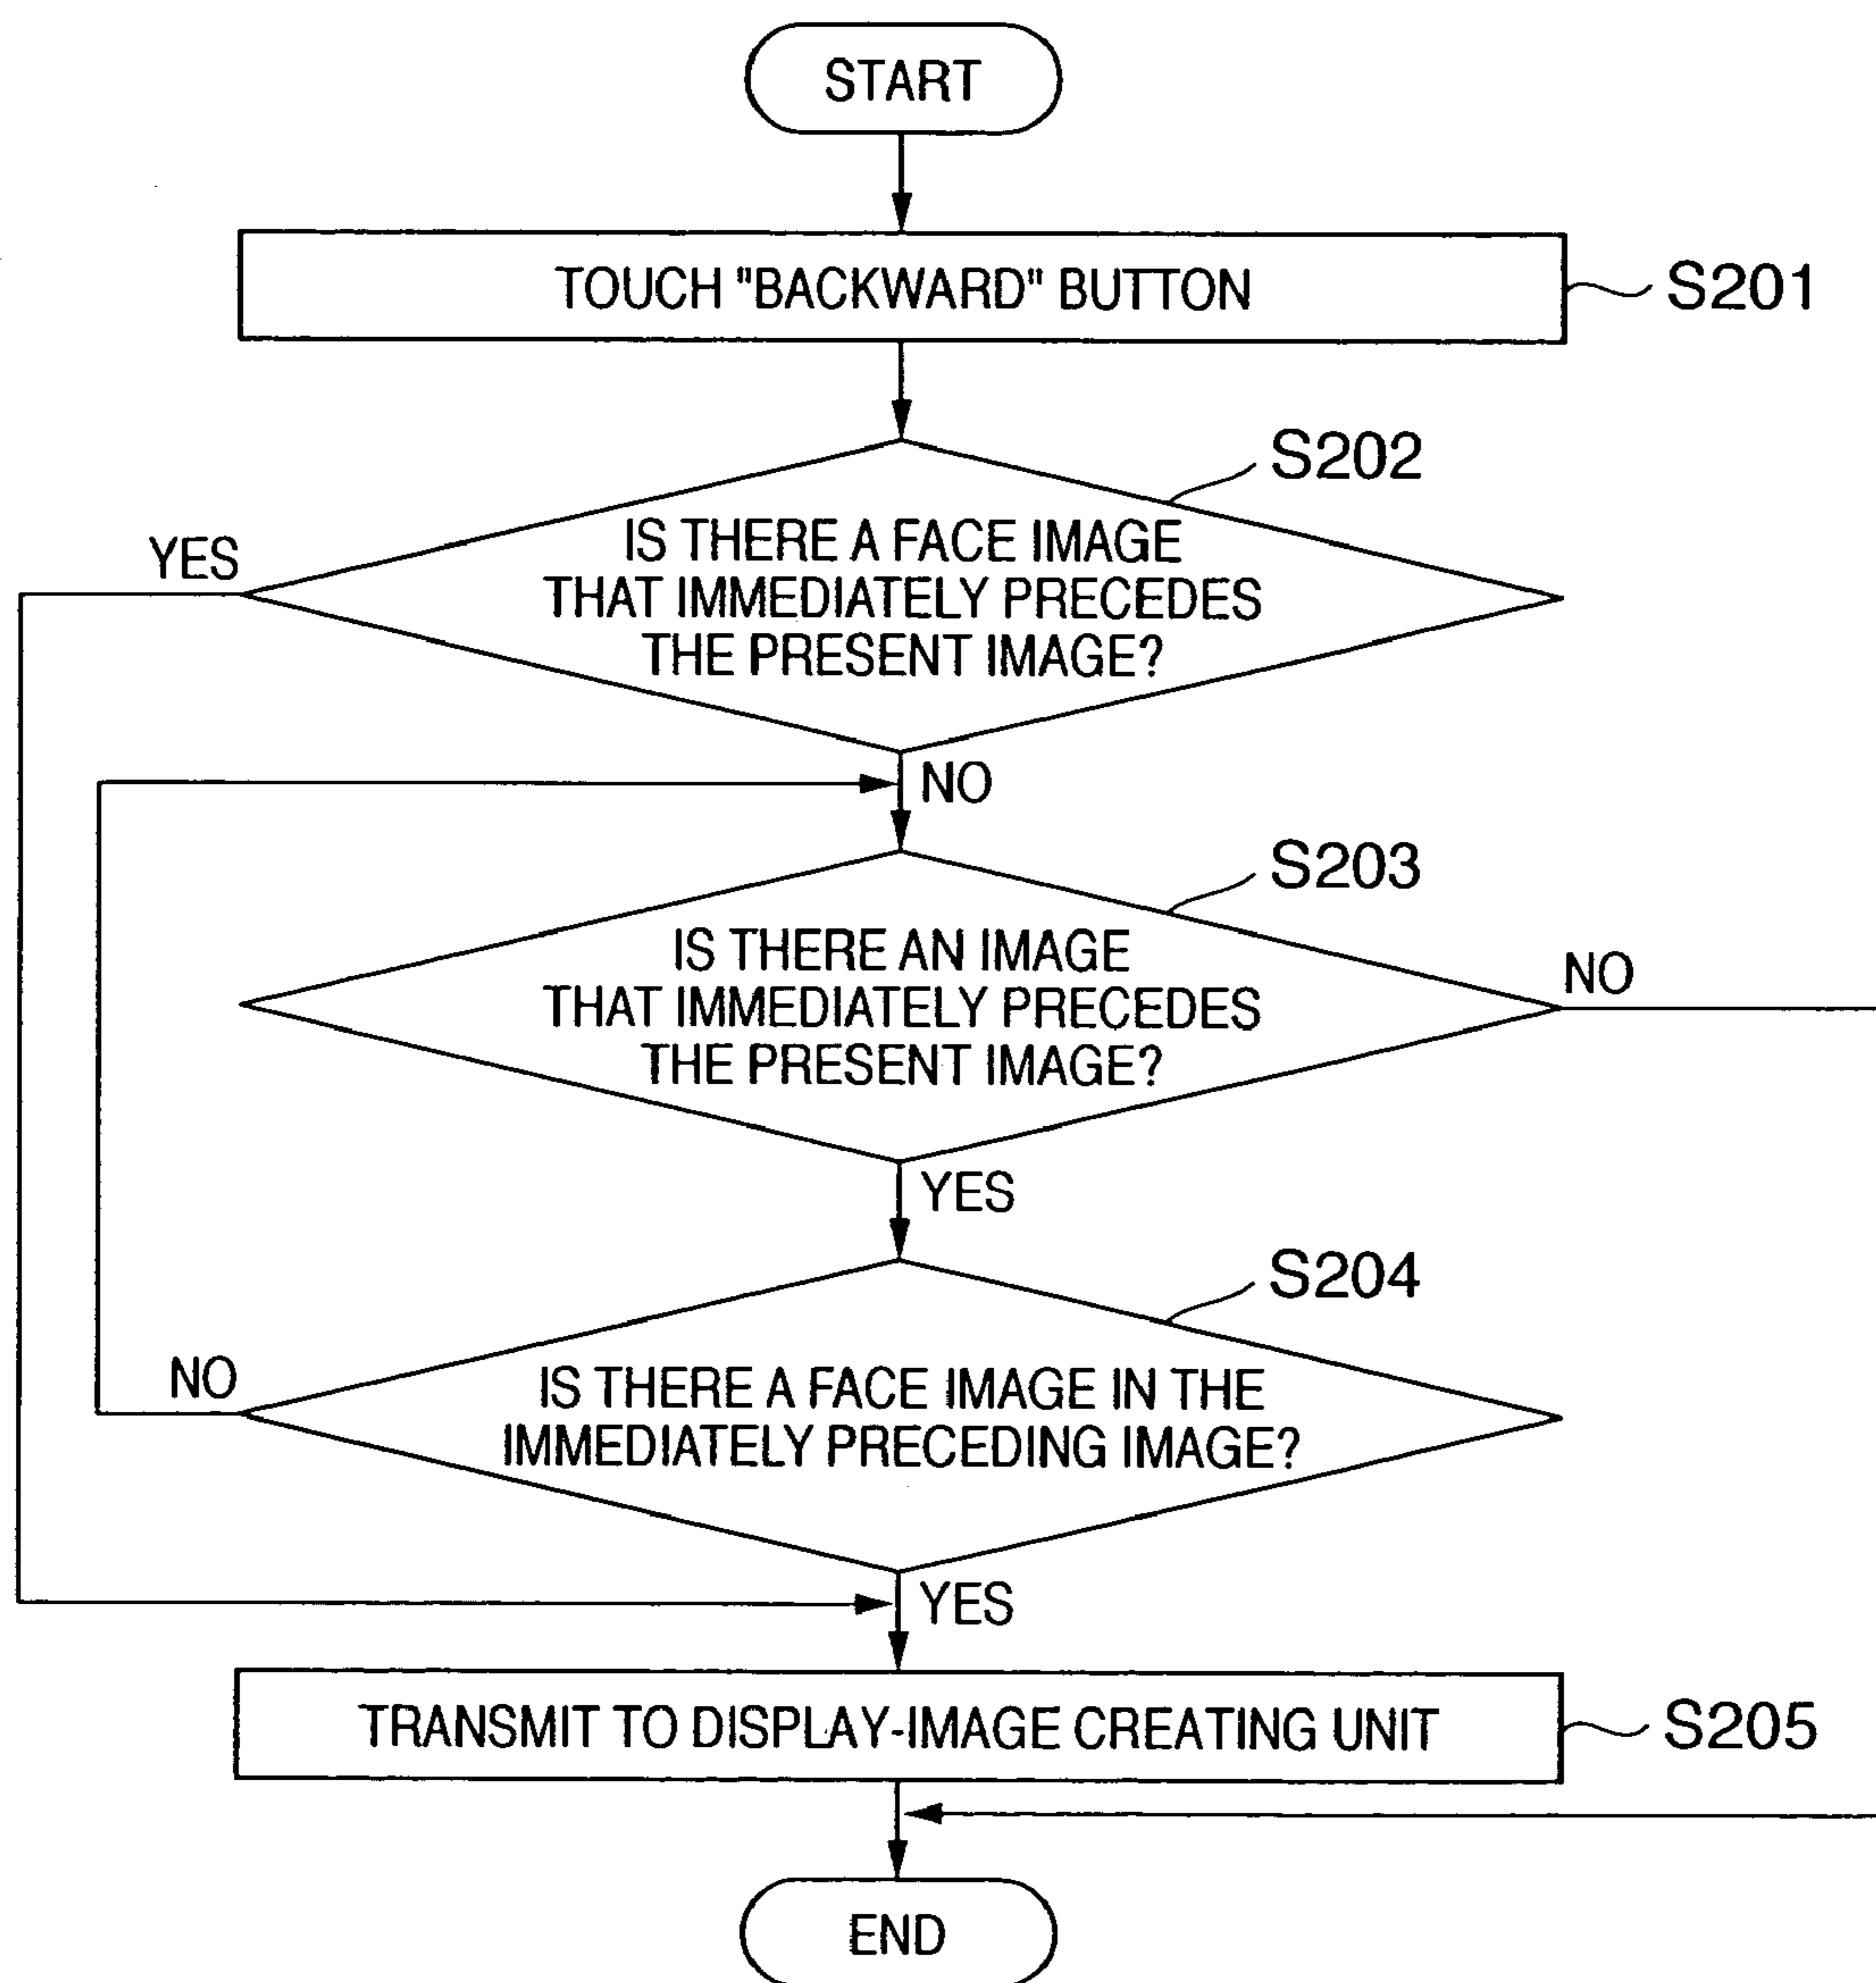 START
TOUCH "BACKWARD" BUTTON
S201
S202
IS THERE A FACE IMAGE
THAT IMMEDIATELY PRECEDES
THE PRESENT IMAGE?
YES
NO
S203
IS THERE AN IMAGE
THAT IMMEDIATELY PRECEDES
THE PRESENT IMAGE?
NO
YES
S204
IS THERE A FACE IMAGE IN THE
IMMEDIATELY PRECEDING IMAGE?
NO
YES
TRANSMIT TO DISPLAY-IMAGE CREATING UNIT
S205
END